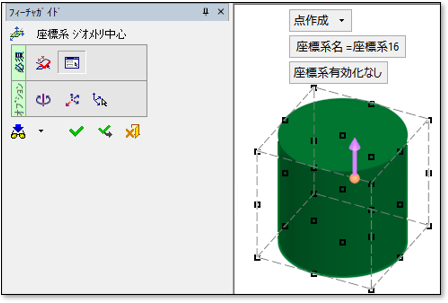 フィーチャガイド
座標系 ジオメトリ中心
必須
オプション
点作成
座標系名 =座標系16
座標系有効化なし